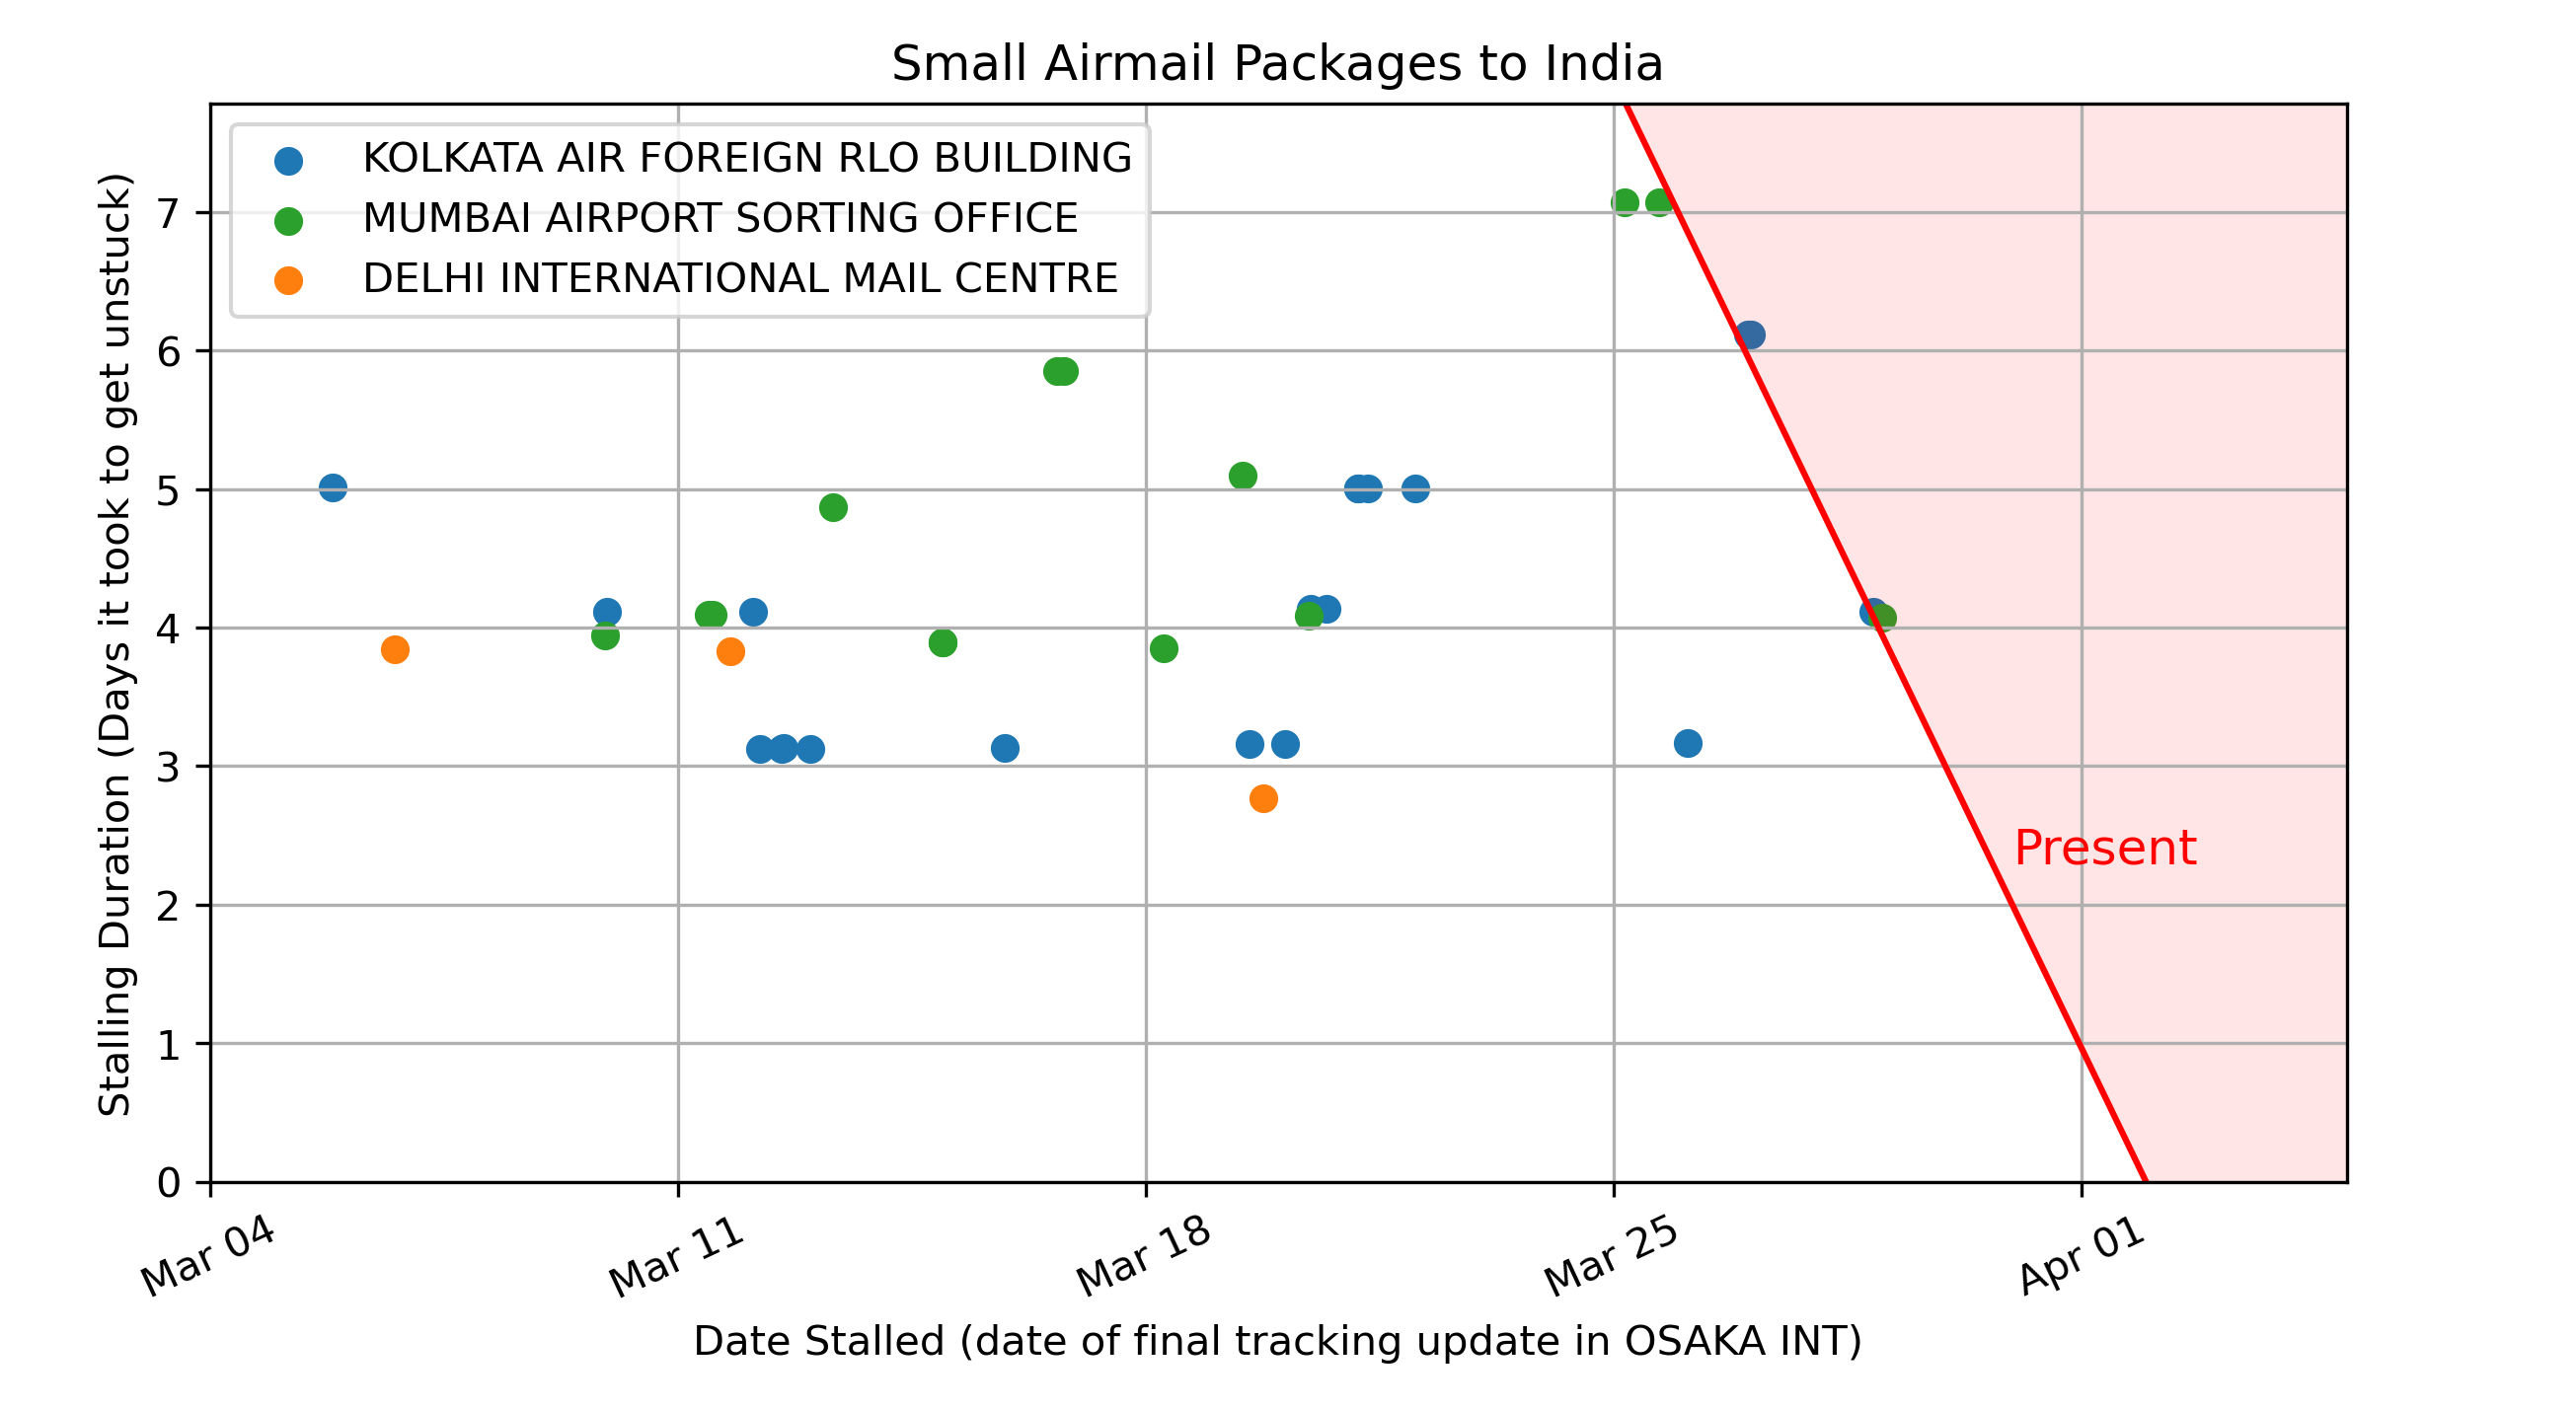 Small Airmail Packages to India
KOLKATA AIR FOREIGN RLO BUILDING
MUMBAI AIRPORT SORTING OFFICE
DELHI INTERNATIONAL MAIL CENTRE
Stalling Duration (Days it took to get unstuck)
7
6
5
4
3
2
1
0
Present
Mar 04
Mar 11
Mar 18
Mar 25
Apr 01
Date Stalled (date of final tracking update in OSAKA INT)